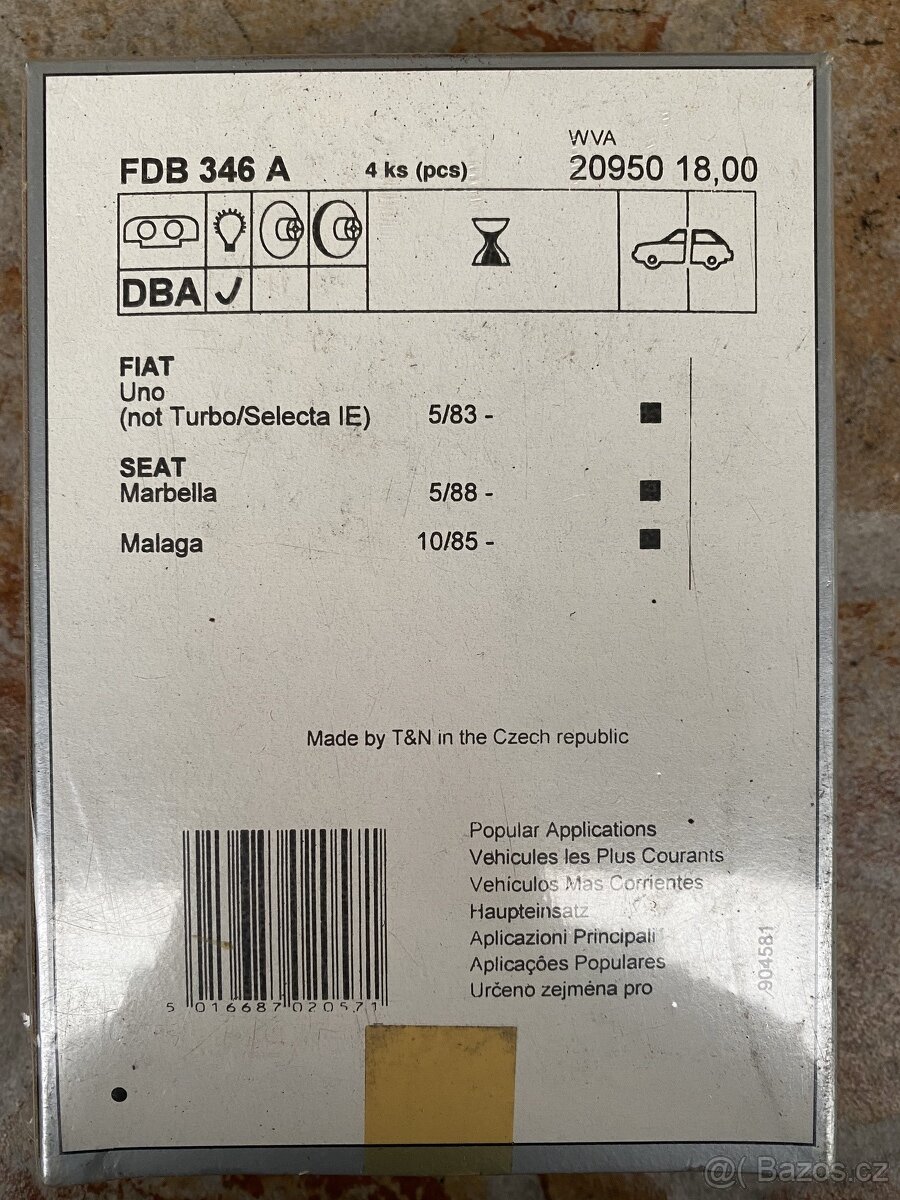 WVA
FDB 346 A 4 ks (pcs) 20950 18,00
DBA
FIAT
Uno
(not Turbo/Selecta IE) 5/83 -
SEAT
Marbella 5/88 -
Malaga 10/85 -
Made by T&N in the Czech republic
Popular Applications
Vehicules les Plus Courants
Vehículos Mas Corrientes
Haupteinsatz
Aplicazioni Principali
Aplicações Populares
Určeno zejména pro
904581
5 016687 020571
@( Bazos.cz